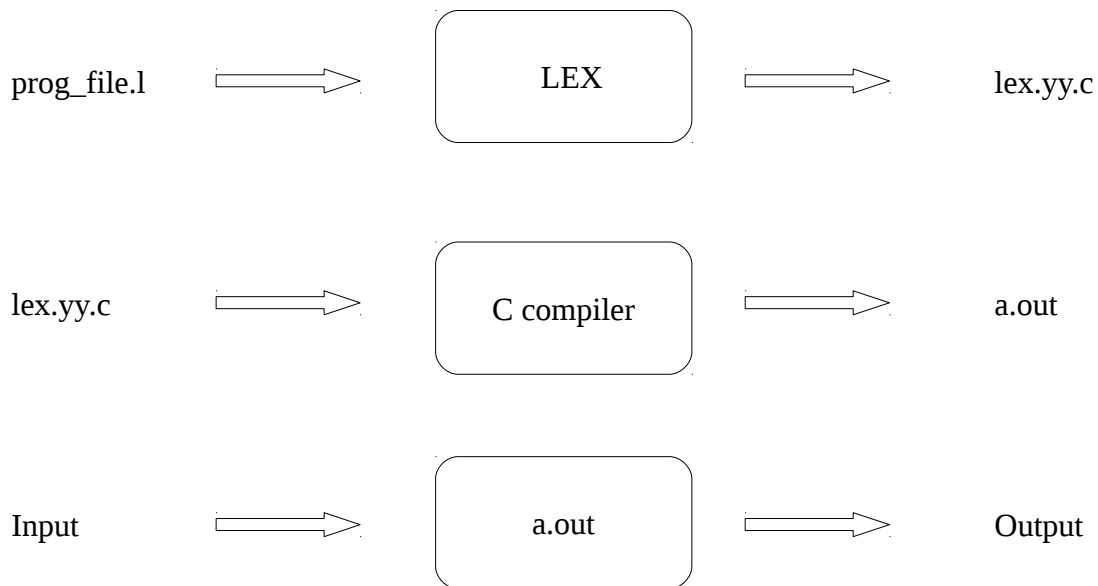 prog_file.l
LEX
lex.yy.c
lex.yy.c
C compiler
a.out
Input
a.out
Output